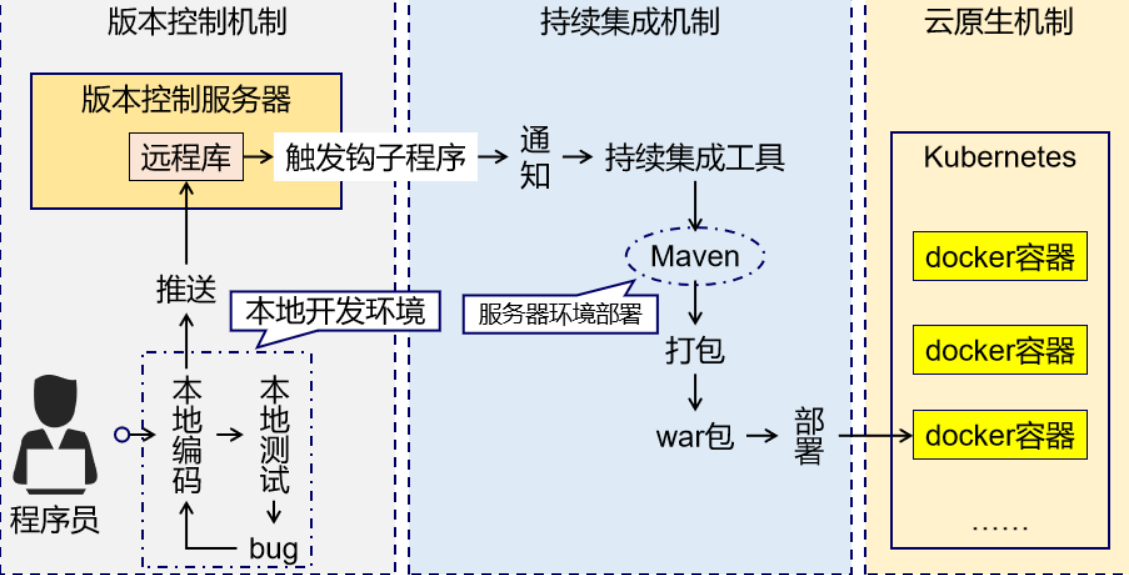 版本控制机制
版本控制服务器
远程库
触发钩子程序
推送
本地开发环境
本地编码
本地测试
bug
程序员
持续集成机制
通知
持续集成工具
Maven
服务器环境部署
打包
war包
部署
云原生机制
Kubernetes
docker容器
docker容器
docker容器
......